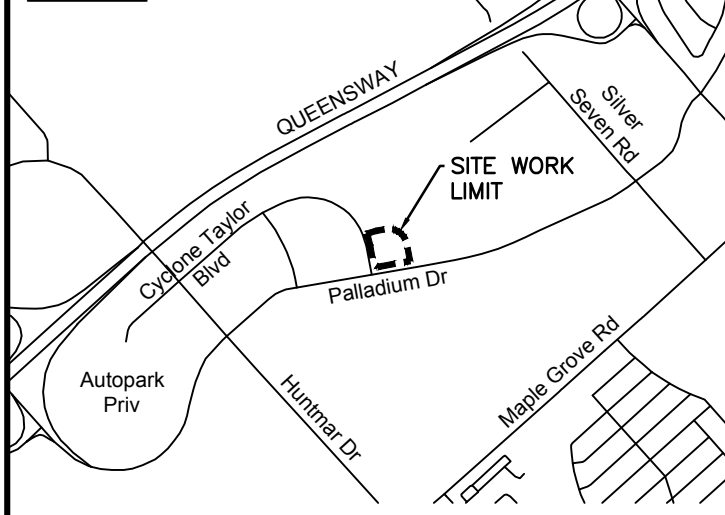 QUEENSWAY
Silver
Seven Rd
SITE WORK
LIMIT
Cyclone Taylor
Blvd
Palladium Dr
Autopark
Priv
Huntmar Dr
Maple Grove Rd